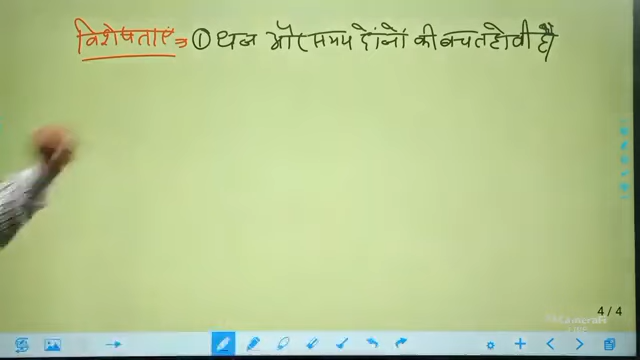 विशेषताएं ⇒ ① धन और समय दोनों की बचत होती है
4 / 4